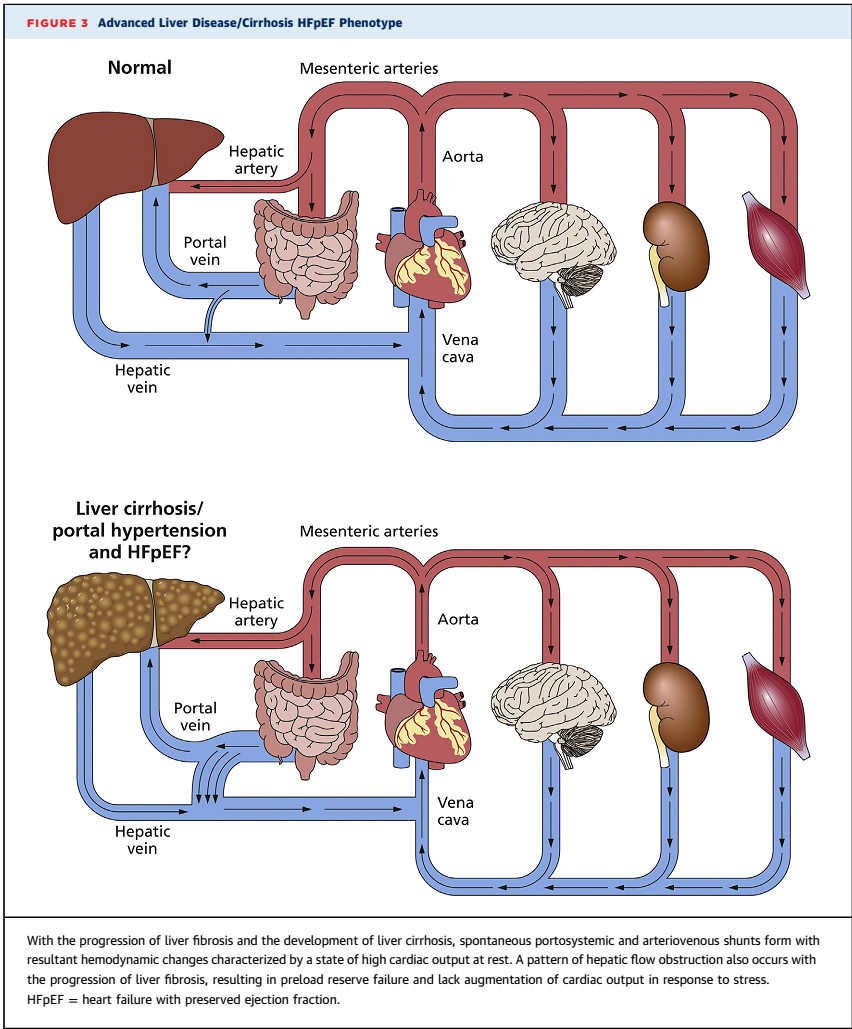 FIGURE 3 Advanced Liver Disease/Cirrhosis HFpEF Phenotype
Normal
Mesenteric arteries
Hepatic
artery
Aorta
Portal
vein
Vena
cava
Hepatic
vein
Liver cirrhosis/
portal hypertension
and HFpEF?
Mesenteric arteries
Hepatic
artery
Aorta
Portal
vein
Vena
cava
Hepatic
vein
With the progression of liver fibrosis and the development of liver cirrhosis, spontaneous portosystemic and arteriovenous shunts form with
resultant hemodynamic changes characterized by a state of high cardiac output at rest. A pattern of hepatic flow obstruction also occurs with
the progression of liver fibrosis, resulting in preload reserve failure and lack augmentation of cardiac output in response to stress.
HFpEF = heart failure with preserved ejection fraction.